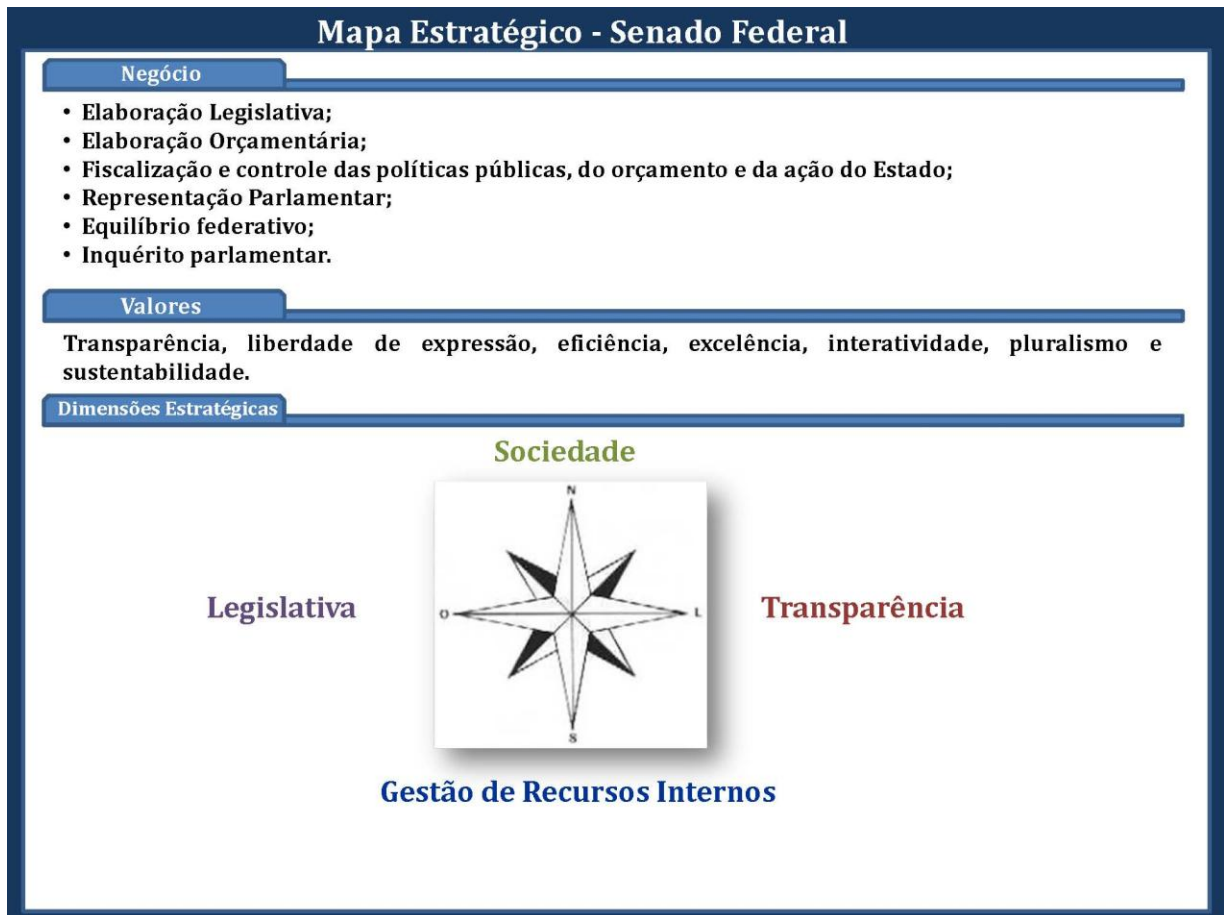 Mapa Estratégico - Senado Federal
Negócio
• Elaboração Legislativa;
• Elaboração Orçamentária;
• Fiscalização e controle das políticas públicas, do orçamento e da ação do Estado;
• Representação Parlamentar;
• Equilíbrio federativo;
• Inquérito parlamentar.
Valores
Transparência, liberdade de expressão, eficiência, excelência, interatividade, pluralismo e
sustentabilidade.
Dimensões Estratégicas
Sociedade
N
Legislativa
O
L
Transparência
S
Gestão de Recursos Internos